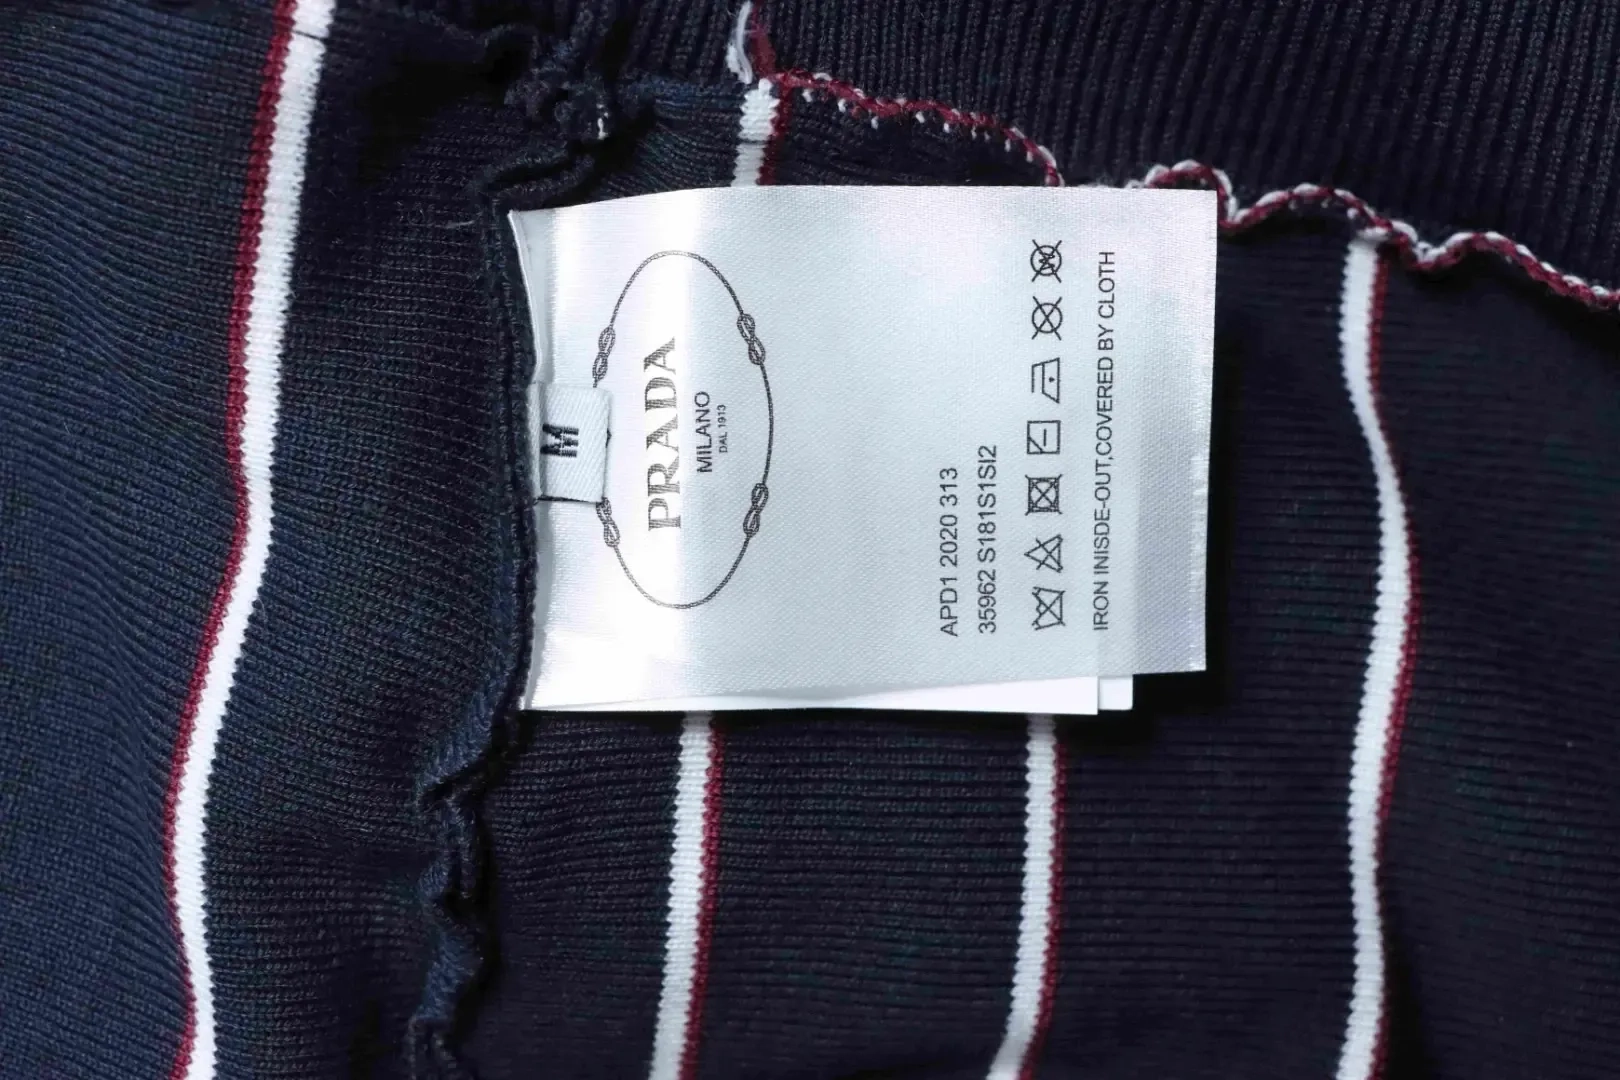 M
PRADA
MILANO
DAL 1913
APD1 2020 313
35962 S181S1SI2
IRON INISDE-OUT,COVERED BY CLOTH